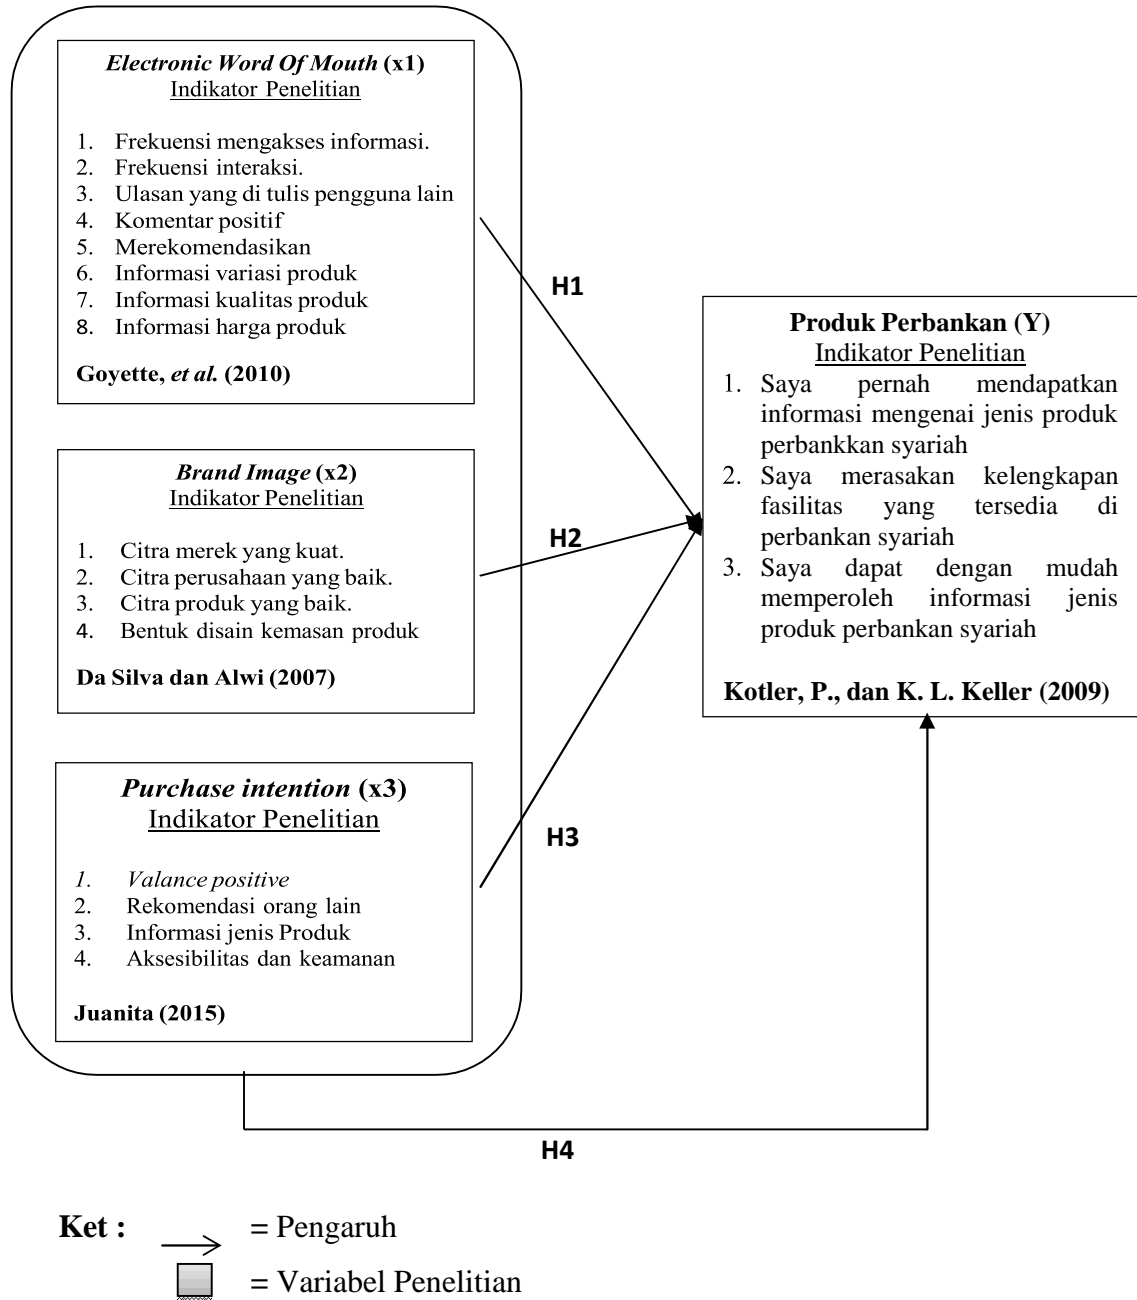 Electronic Word Of Mouth (x1)
Indikator Penelitian
1. Frekuensi mengakses informasi.
2. Frekuensi interaksi.
3. Ulasan yang di tulis pengguna lain
4. Komentar positif
5. Merekomendasikan
6. Informasi variasi produk
7. Informasi kualitas produk
8. Informasi harga produk
Goyette, et al. (2010)
Brand Image (x2)
Indikator Penelitian
1. Citra merek yang kuat.
2. Citra perusahaan yang baik.
3. Citra produk yang baik.
4. Bentuk disain kemasan produk
Da Silva dan Alwi (2007)
Purchase intention (x3)
Indikator Penelitian
1. Valance positive
2. Rekomendasi orang lain
3. Informasi jenis Produk
4. Aksesibilitas dan keamanan
Juanita (2015)
H1
H2
H3
Produk Perbankan (Y)
Indikator Penelitian
1. Saya pernah mendapatkan
informasi mengenai jenis produk
perbankkan syariah
2. Saya merasakan kelengkapan
fasilitas yang tersedia di
perbankan syariah
3. Saya dapat dengan mudah
memperoleh informasi jenis
produk perbankan syariah
Kotler, P., dan K. L. Keller (2009)
H4
Ket : = Pengaruh
= Variabel Penelitian